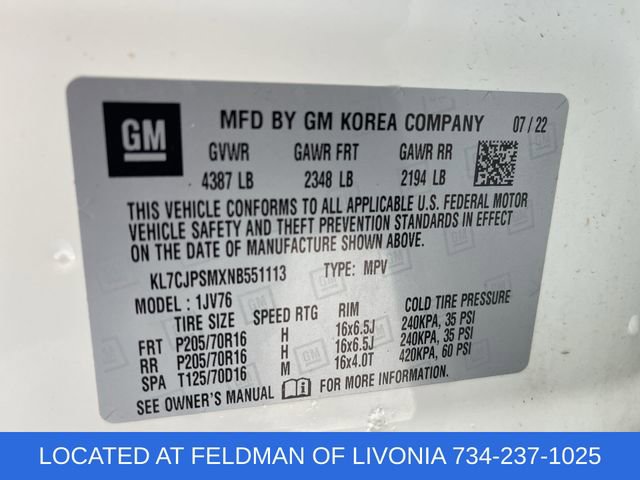 GM
MFD BY GM KOREA COMPANY 07 / 22
GVWR GAWR FRT GAWR RR
4387 LB 2348 LB 2194 LB
THIS VEHICLE CONFORMS TO ALL APPLICABLE U.S. FEDERAL MOTOR
VEHICLE SAFETY AND THEFT PREVENTION STANDARDS IN EFFECT
ON THE DATE OF MANUFACTURE SHOWN ABOVE.
KL7CJPSMXNB551113 TYPE: MPV
MODEL : 1JV76
TIRE SIZE SPEED RTG RIM COLD TIRE PRESSURE
FRT P205/70R16 H 16x6.5J 240KPA, 35 PSI
RR P205/70R16 H 16x6.5J 240KPA, 35 PSI
SPA T125/70D16 M 16x4.0T 420KPA, 60 PSI
SEE OWNER'S MANUAL FOR MORE INFORMATION.
LOCATED AT FELDMAN OF LIVONIA 734-237-1025